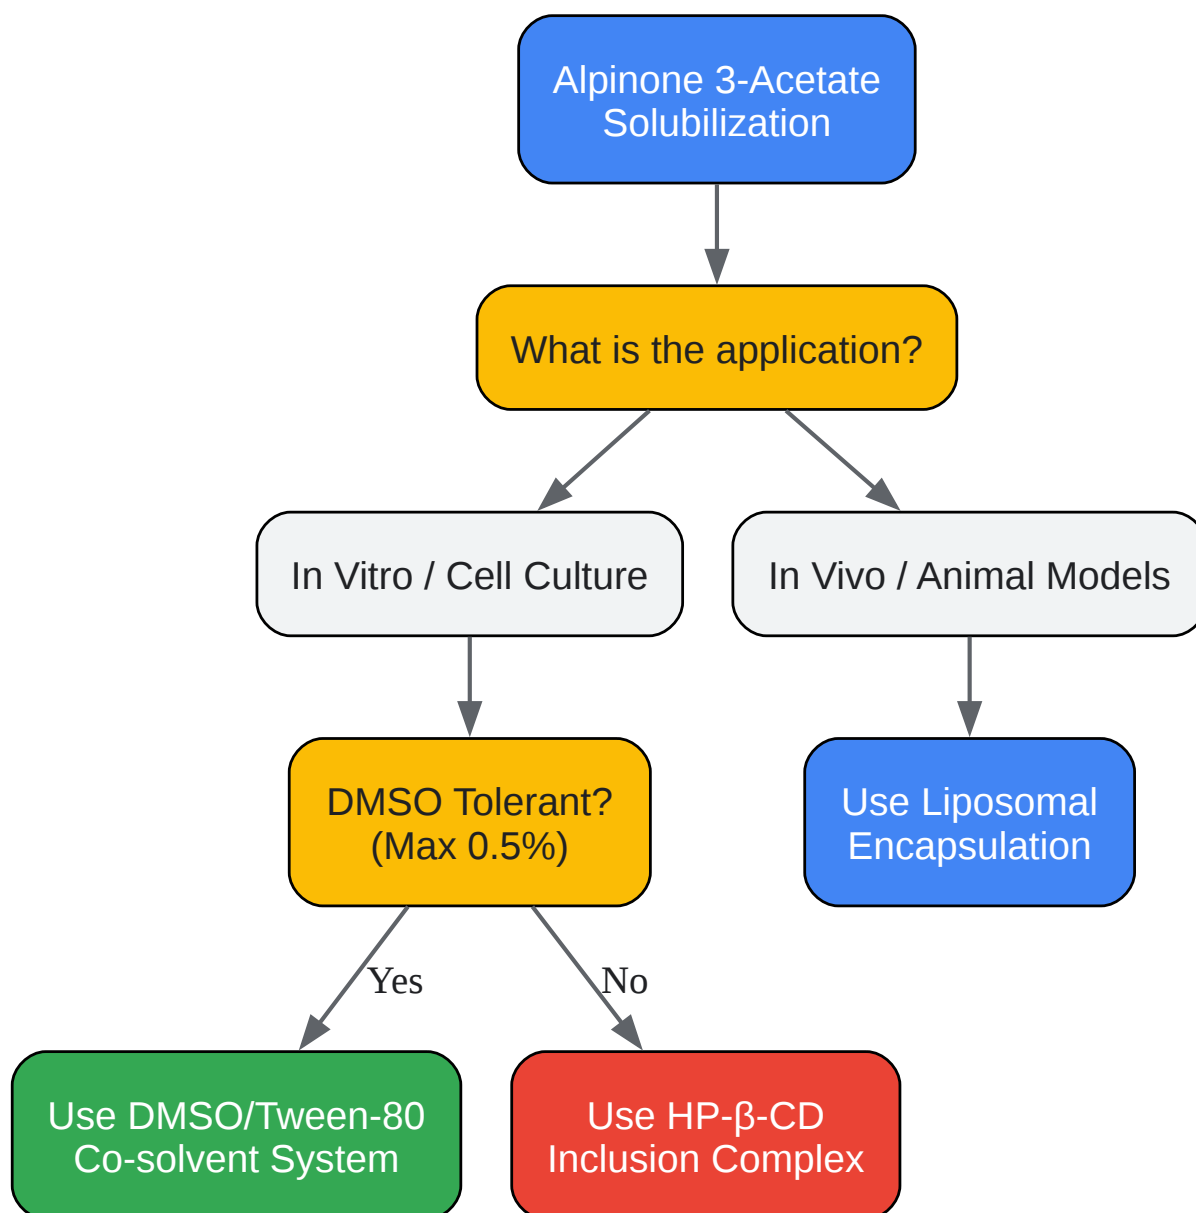 Alpinone 3-Acetate
Solubilization
What is the application?
In Vitro / Cell Culture
In Vivo / Animal Models
DMSO Tolerant?
(Max 0.5%)
Use Liposomal
Encapsulation
Yes
No
Use DMSO/Tween-80
Co-solvent System
Use HP-β-CD
Inclusion Complex